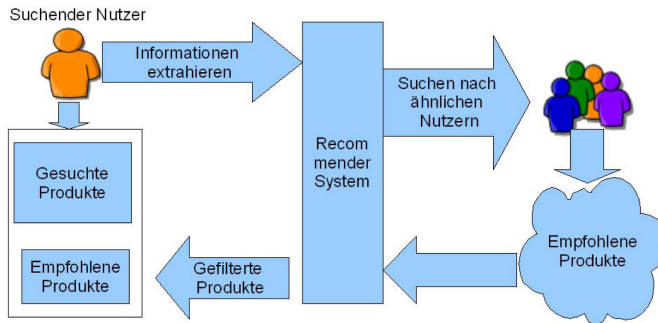 Suchender Nutzer
Informationen
extrahieren
Suchen nach
ähnlichen
Nutzern
Recom
mender
System
Gesuchte
Produkte
Empfohlene
Produkte
Gefilterte
Produkte
Empfohlene
Produkte